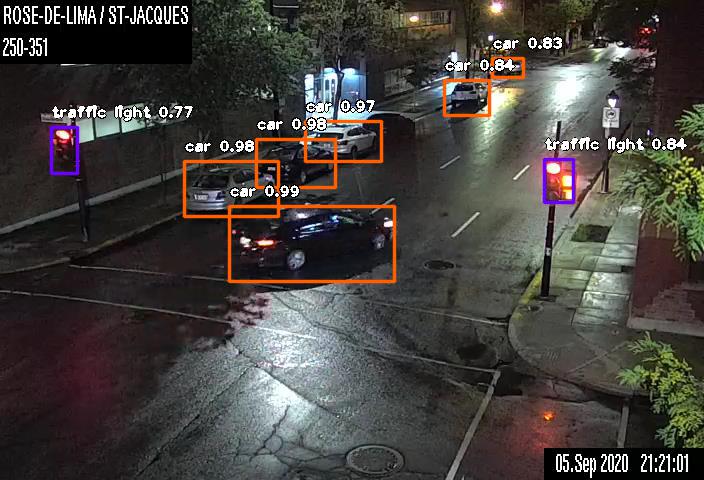 ROSE-DE-LIMA / ST-JACQUES
250-351
car 0.83
car 0.84
traffic light 0.77
car 0.97
car 0.98
car 0.98
traffic light 0.84
car 0.99
05.Sep 2020 21:21:01